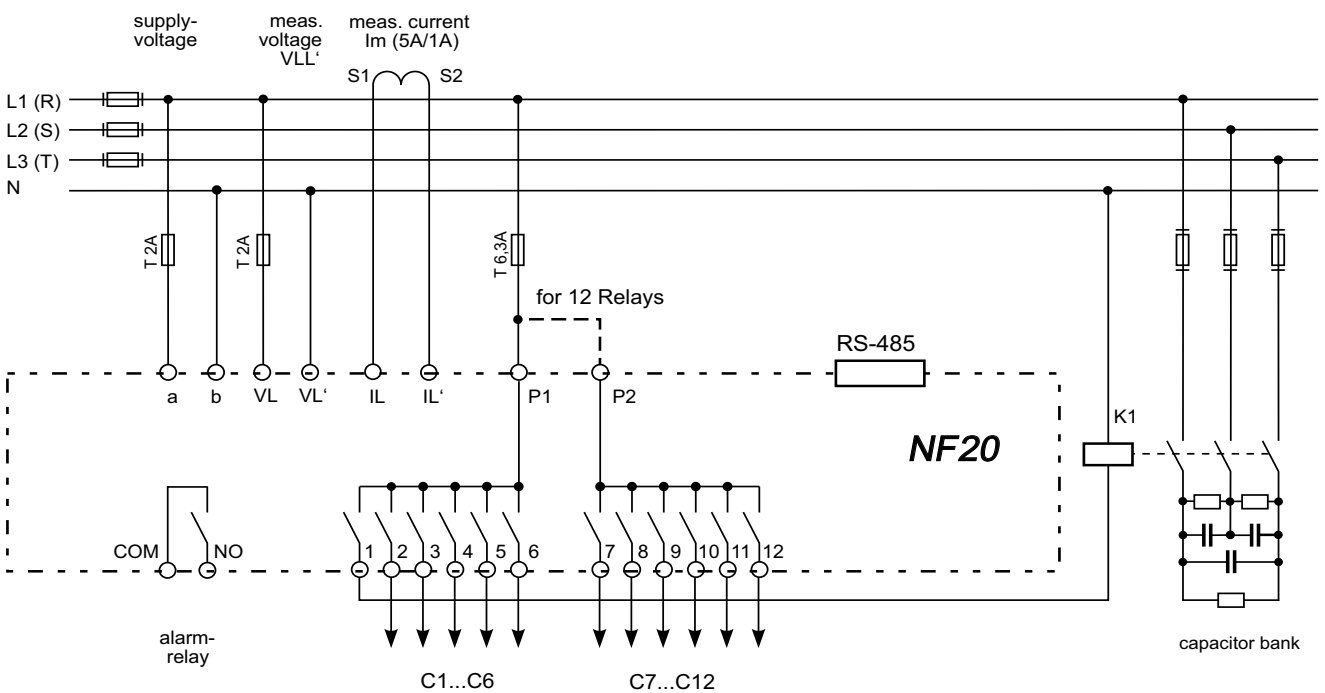 supply-
voltage
meas.
voltage
VLL‘
meas. current
Im (5A/1A)
S1
S2
L1 (R)
L2 (S)
L3 (T)
N
T 2A
T 2A
T 6,3A
for 12 Relays
RS-485
a
b
VL
VL‘
IL
IL‘
P1
P2
K1
NF20
COM
NO
1
2
3
4
5
6
7
8
9
10
11
12
alarm-
relay
C1...C6
C7...C12
capacitor bank